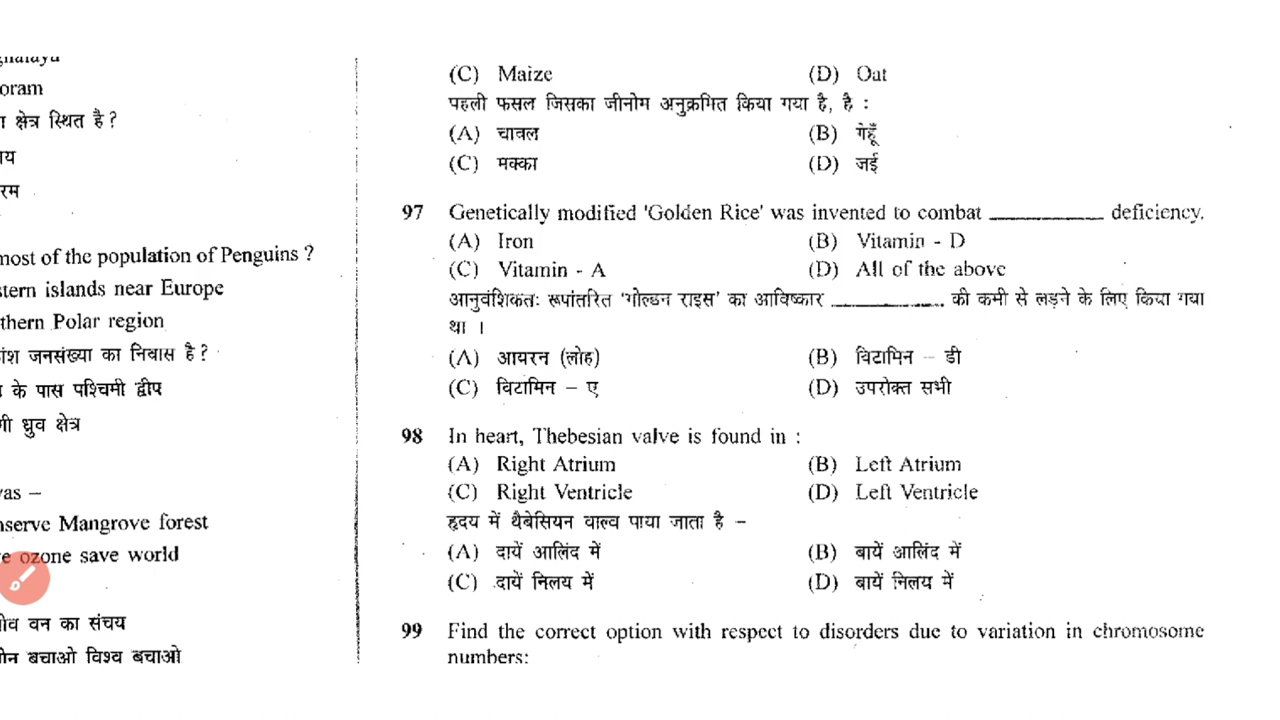 oram
ा क्षेत्र स्थित है ?
य
रम
most of the population of Penguins ?
stern islands near Europe
thern Polar region
ांश जनसंख्या का निवास है ?
के पास पश्चिमी द्वीप
णी ध्रुव क्षेत्र
vas –
nserve Mangrove forest
e ozone save world
ोव वन का संचय
ोन बचाओ विश्व बचाओ
(C) Maize (D) Oat
पहली फसल जिसका जीनोम अनुक्रमित किया गया है, है :
(A) चावल (B) गेहूँ
(C) मक्का (D) जई
97 Genetically modified 'Golden Rice' was invented to combat __________ deficiency.
(A) Iron (B) Vitamin - D
(C) Vitamin - A (D) All of the above
आनुवंशिकतः रूपांतरित 'गोल्डन राइस' का आविष्कार __________ की कमी से लड़ने के लिए किया गया
था ।
(A) आयरन (लोह) (B) विटामिन – डी
(C) विटामिन – ए (D) उपरोक्त सभी
98 In heart, Thebesian valve is found in :
(A) Right Atrium (B) Left Atrium
(C) Right Ventricle (D) Left Ventricle
हृदय में थैबेसियन वाल्व पाया जाता है –
(A) दायें आलिंद में (B) बायें आलिंद में
(C) दायें निलय में (D) बायें निलय में
99 Find the correct option with respect to disorders due to variation in chromosome
numbers: